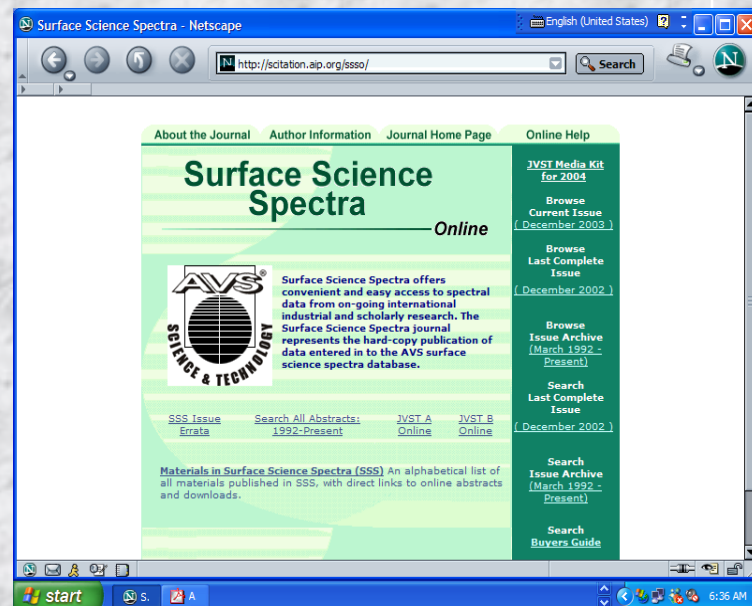 Surface Science Spectra - Netscape
English (United States)
http://scitation.aip.org/ssso/
Search
About the Journal Author Information Journal Home Page Online Help
Surface Science
Spectra
Online
AVS®
SCIENCE & TECHNOLOGY
Surface Science Spectra offers
convenient and easy access to spectral
data from on-going international
industrial and scholarly research. The
Surface Science Spectra journal
represents the hard-copy publication of
data entered in to the AVS surface
science spectra database.
SSS Issue
Errata
Search All Abstracts:
1992-Present
JVST A
Online
JVST B
Online
Materials in Surface Science Spectra (SSS) An alphabetical list of
all materials published in SSS, with direct links to online abstracts
and downloads.
JVST Media Kit
for 2004
Browse
Current Issue
( December 2003 )
Browse
Last Complete
Issue
( December 2002 )
Browse
Issue Archive
(March 1992 -
Present)
Search
Last Complete
Issue
( December 2002 )
Search
Issue Archive
(March 1992 -
Present)
Search
Buyers Guide
start
S.
A
6:36 AM